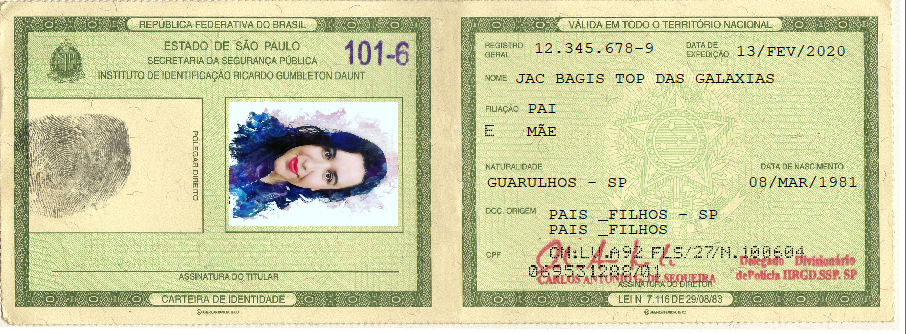 REPÚBLICA FEDERATIVA DO BRASIL
ESTADO DE SÃO PAULO
SECRETARIA DA SEGURANÇA PÚBLICA
INSTITUTO DE IDENTIFICAÇÃO RICARDO GUMBLETON DAUNT
101-6
POLEGAR DIREITO
ASSINATURA DO TITULAR
CARTEIRA DE IDENTIDADE
VÁLIDA EM TODO O TERRITÓRIO NACIONAL
REGISTRO GERAL 12.345.678-9 DATA DE EXPEDIÇÃO 13/FEV/2020
NOME JAC BAGIS TOP DAS GALAXIAS
FILIAÇÃO PAI
E MÃE
NATURALIDADE DATA DE NASCIMENTO
GUARULHOS - SP 08/MAR/1981
DOC. ORIGEM PAIS _FILHOS - SP
PAIS _FILHOS
CPF CM:LV.A92 FLS/27/N.100604
CARLOS ANTONIO DE SEQUEIRA
Delegado Divisionário
de Polícia IIRGD.SSP. SP
ASSINATURA DO DIRETOR
LEI N 7.116 DE 29/08/83